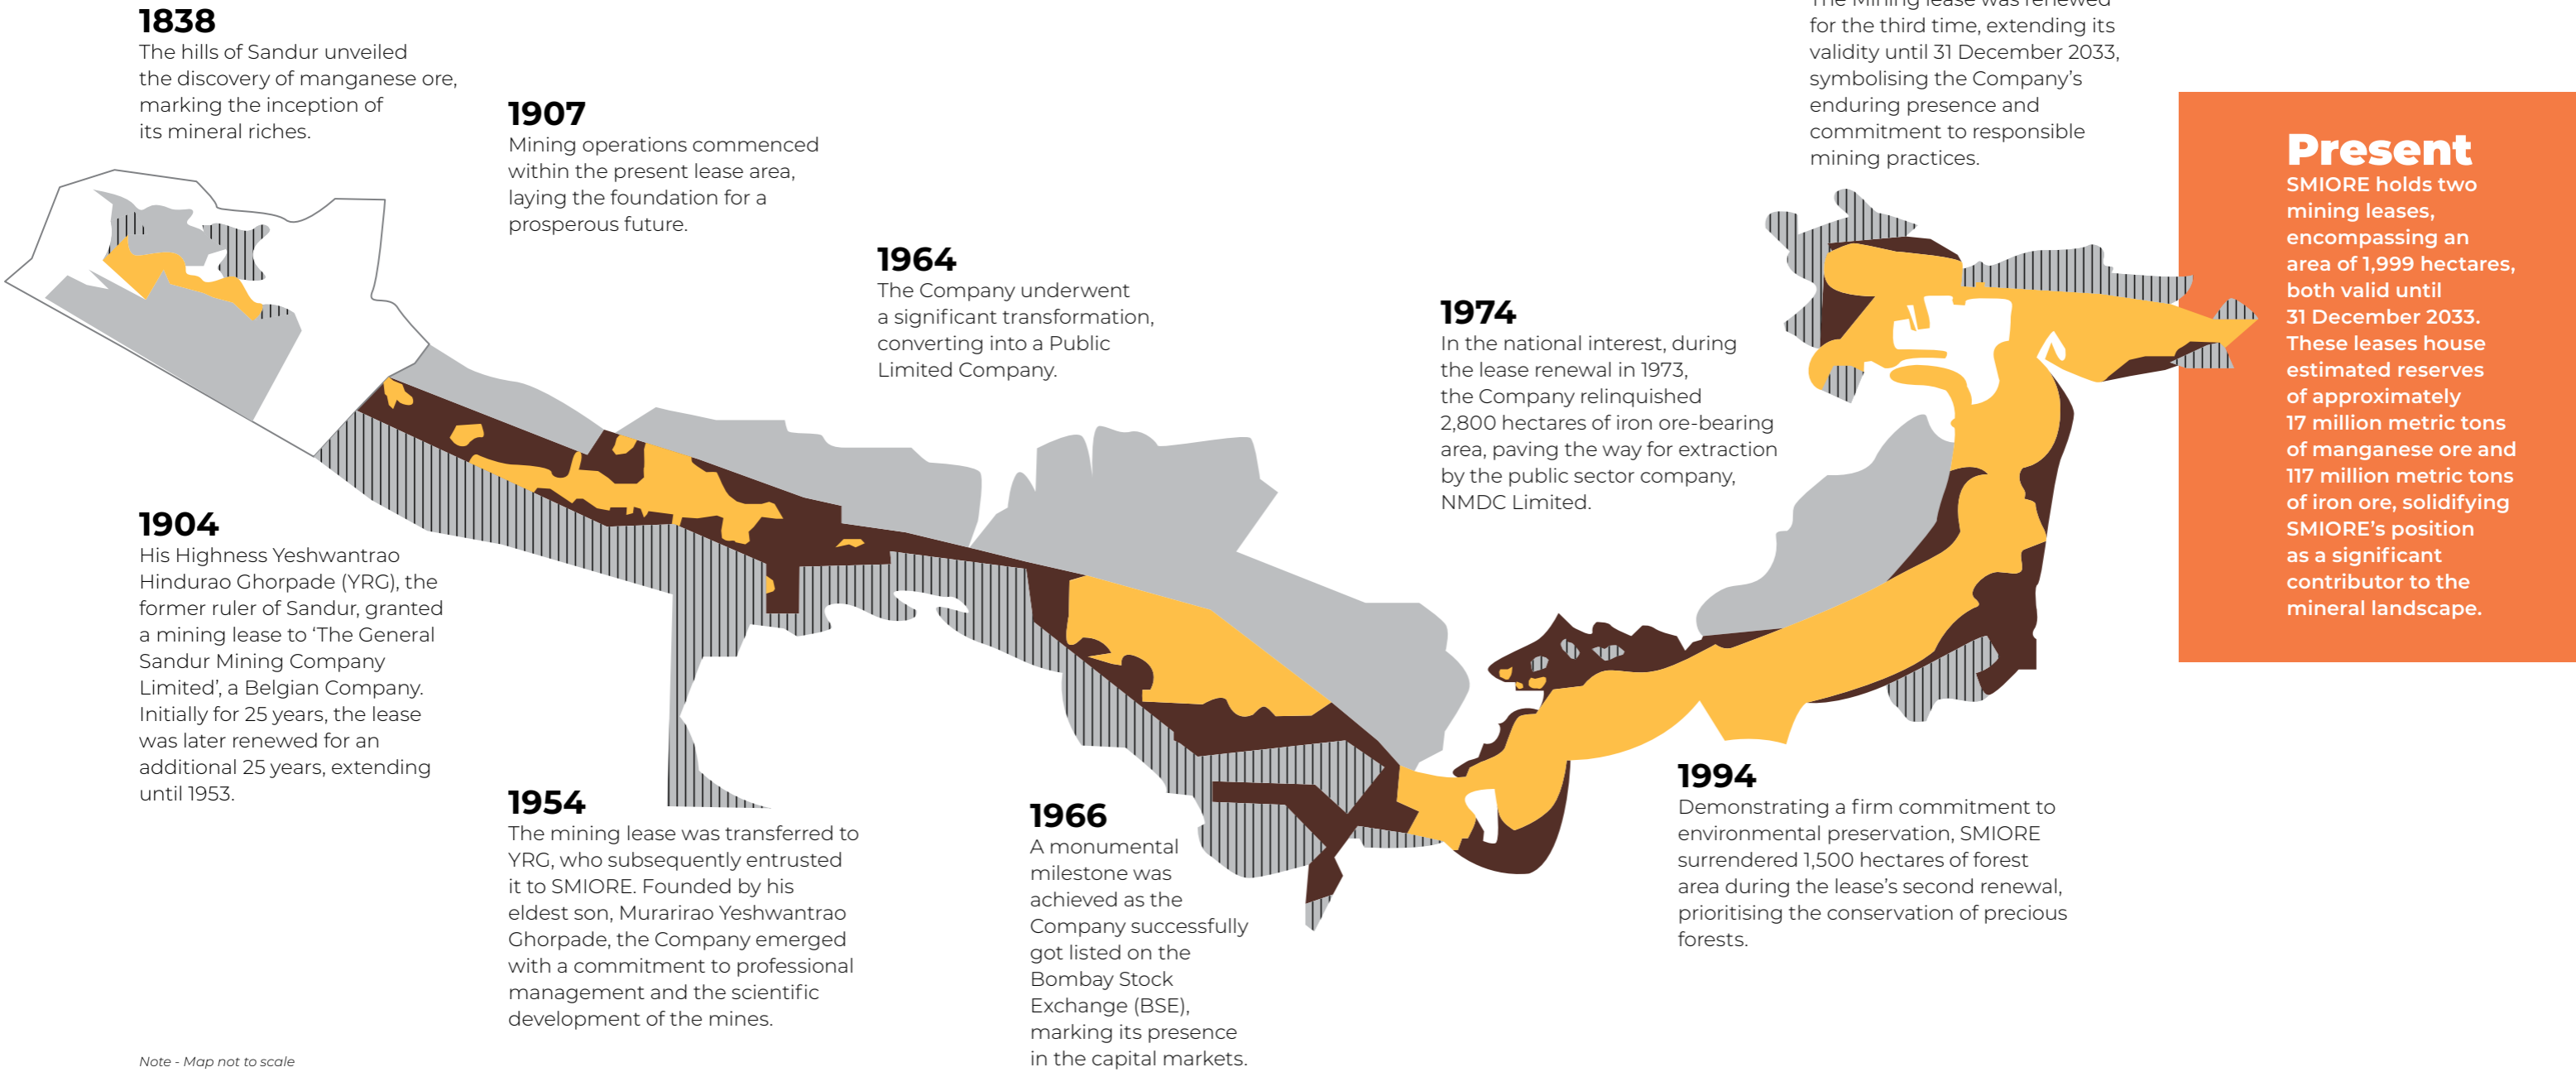 1838
The hills of Sandur unveiled
the discovery of manganese ore,
marking the inception of
its mineral riches.
1904
His Highness Yeshwantrao
Hindurao Ghorpade (YRG), the
former ruler of Sandur, granted
a mining lease to ‘The General
Sandur Mining Company
Limited’, a Belgian Company.
Initially for 25 years, the lease
was later renewed for an
additional 25 years, extending
until 1953.
1907
Mining operations commenced
within the present lease area,
laying the foundation for a
prosperous future.
1954
The mining lease was transferred to
YRG, who subsequently entrusted
it to SMIORE. Founded by his
eldest son, Murarirao Yeshwantrao
Ghorpade, the Company emerged
with a commitment to professional
management and the scientific
development of the mines.
1964
The Company underwent
a significant transformation,
converting into a Public
Limited Company.
1966
A monumental
milestone was
achieved as the
Company successfully
got listed on the
Bombay Stock
Exchange (BSE),
marking its presence
in the capital markets.
1974
In the national interest, during
the lease renewal in 1973,
the Company relinquished
2,800 hectares of iron ore-bearing
area, paving the way for extraction
by the public sector company,
NMDC Limited.
1994
Demonstrating a firm commitment to
environmental preservation, SMIORE
surrendered 1,500 hectares of forest
area during the lease’s second renewal,
prioritising the conservation of precious
forests.
The Mining lease was renewed
for the third time, extending its
validity until 31 December 2033,
symbolising the Company’s
enduring presence and
commitment to responsible
mining practices.
Present
SMIORE holds two
mining leases,
encompassing an
area of 1,999 hectares,
both valid until
31 December 2033.
These leases house
estimated reserves
of approximately
17 million metric tons
of manganese ore and
117 million metric tons
of iron ore, solidifying
SMIORE’s position
as a significant
contributor to the
mineral landscape.
Note - Map not to scale